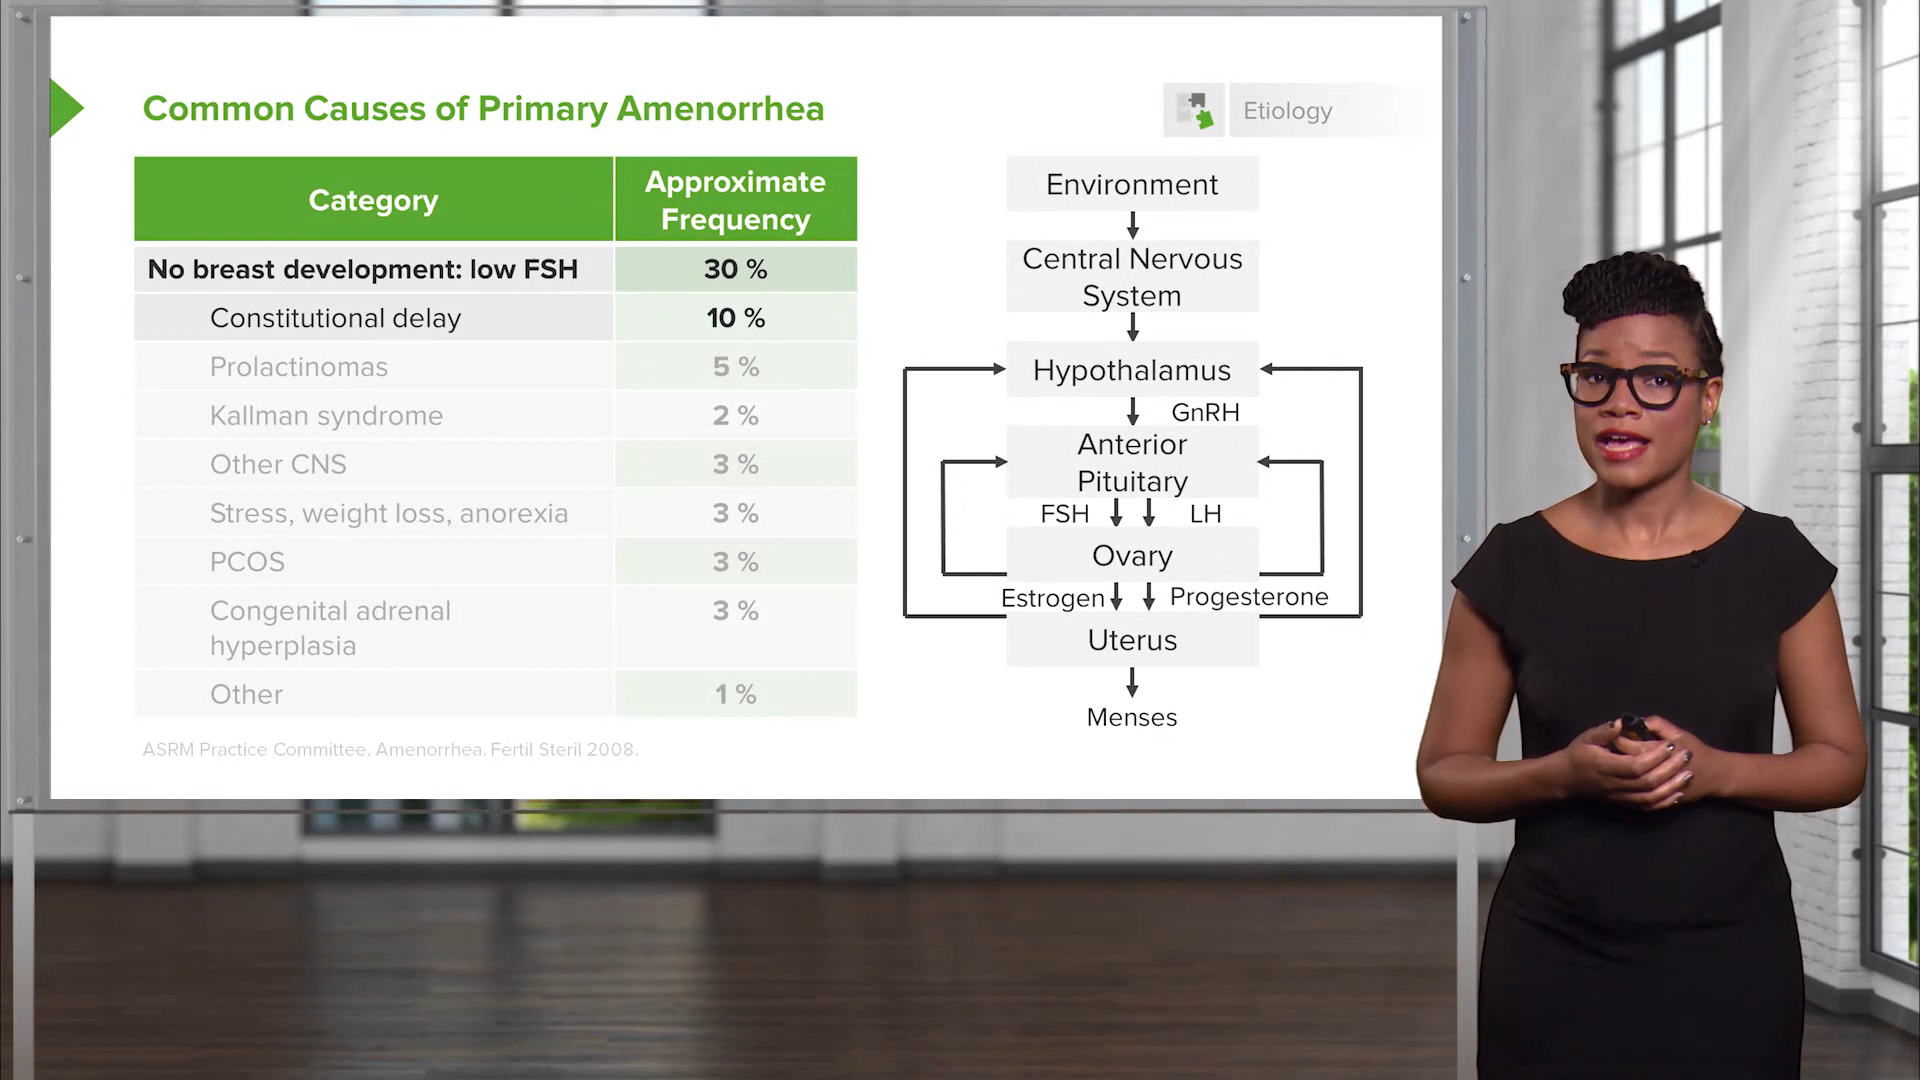 Common Causes of Primary Amenorrhea
Etiology
Category
Approximate
Frequency
No breast development: low FSH
30 %
Constitutional delay
10 %
Prolactinomas
5 %
Kallman syndrome
2 %
Other CNS
3 %
Stress, weight loss, anorexia
3 %
PCOS
3 %
Congenital adrenal
hyperplasia
3 %
Other
1 %
ASRM Practice Committee. Amenorrhea. Fertil Steril 2008.
Environment
Central Nervous
System
Hypothalamus
GnRH
Anterior
Pituitary
FSH
LH
Ovary
Estrogen
Progesterone
Uterus
Menses